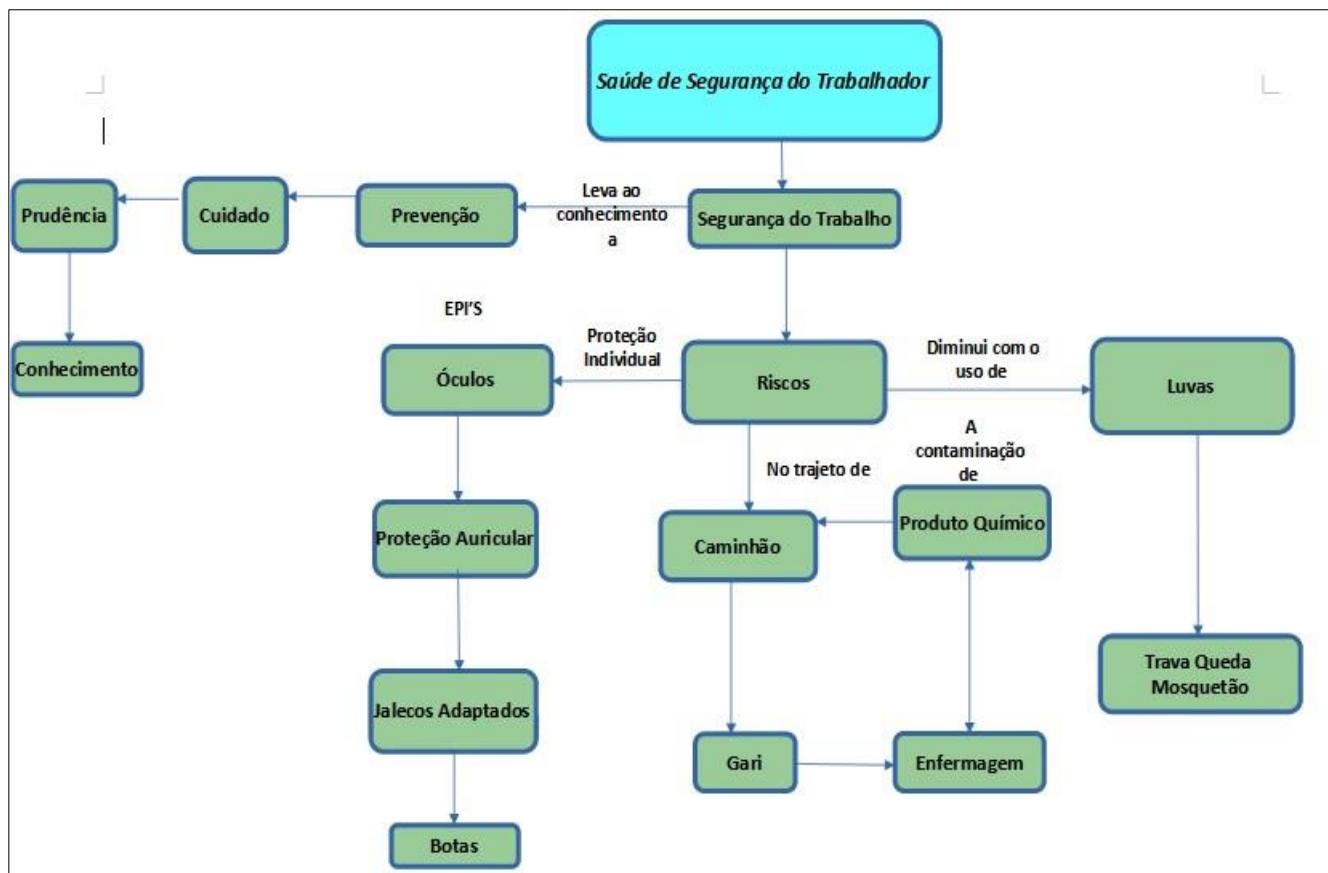 Saúde de Segurança do Trabalhador
Prudência
Cuidado
Prevenção
Leva ao
conhecimento
a
Segurança do Trabalho
Conhecimento
EPI'S
Óculos
Proteção
Individual
Riscos
Diminui com o
uso de
Luvas
No trajeto de
A
contaminação
de
Proteção Auricular
Caminhão
Produto Químico
Jalecos Adaptados
Trava Queda
Mosquetão
Gari
Enfermagem
Botas